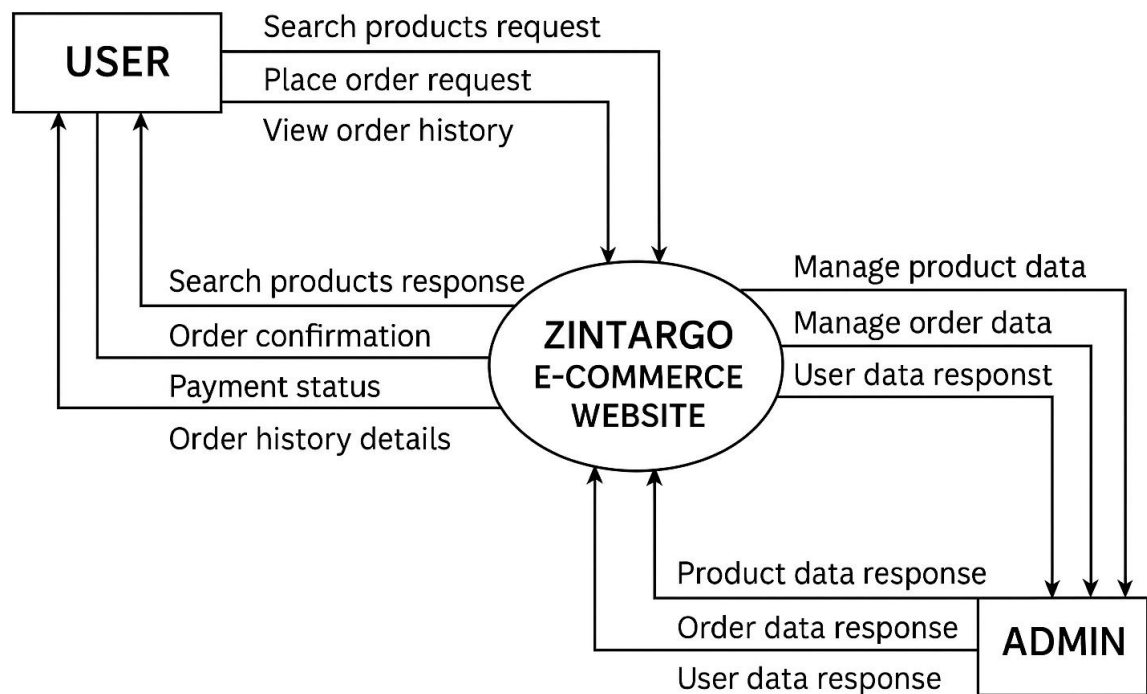 USER
Search products request
Place order request
View order history
Search products response
Order confirmation
Payment status
Order history details
ZINTARGO
E-COMMERCE
WEBSITE
Manage product data
Manage order data
User data responst
Product data response
Order data response
User data response
ADMIN